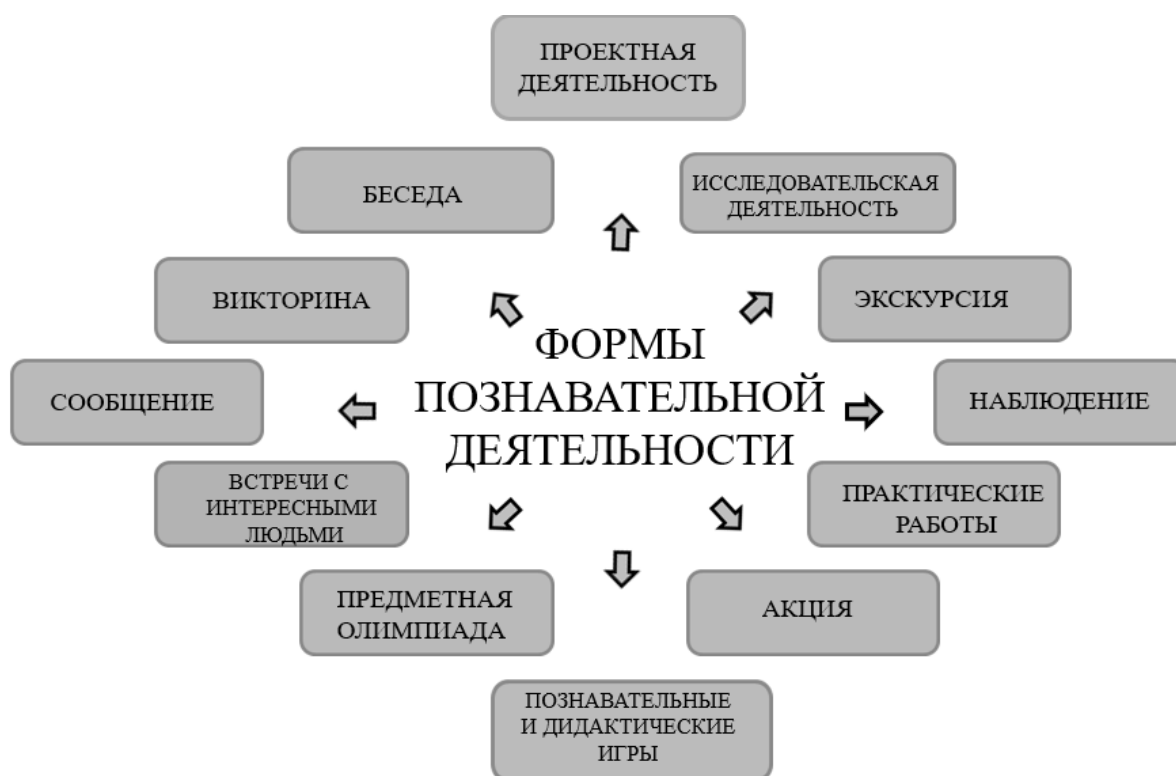 ПРОЕКТНАЯ
ДЕЯТЕЛЬНОСТЬ
БЕСЕДА
ИССЛЕДОВАТЕЛЬСКАЯ
ДЕЯТЕЛЬНОСТЬ
ВИКТОРИНА
ЭКСКУРСИЯ
ФОРМЫ
ПОЗНАВАТЕЛЬНОЙ
ДЕЯТЕЛЬНОСТИ
СООБЩЕНИЕ
НАБЛЮДЕНИЕ
ВСТРЕЧИ С
ИНТЕРЕСНЫМИ
ЛЮДЬМИ
ПРАКТИЧЕСКИЕ
РАБОТЫ
ПРЕДМЕТНАЯ
ОЛИМПИАДА
АКЦИЯ
ПОЗНАВАТЕЛЬНЫЕ
И ДИДАКТИЧЕСКИЕ
ИГРЫ